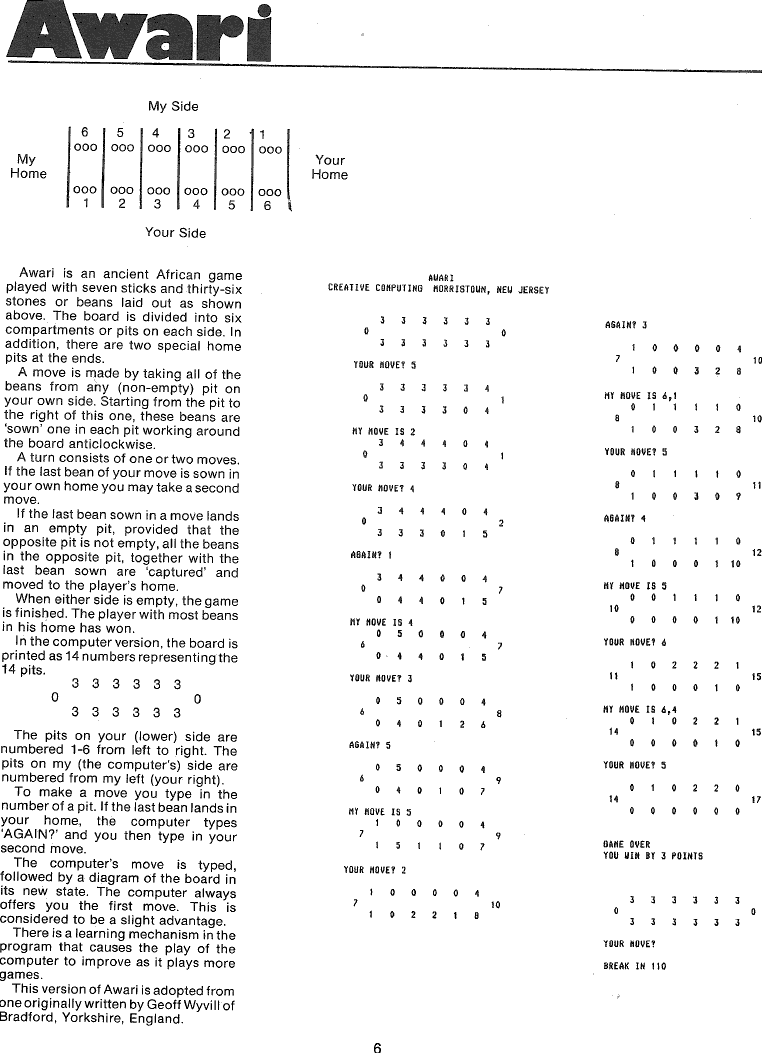 Awari
My Side
6 5 4 3 2 1
ooo ooo ooo ooo ooo ooo
My Home
Your Home
ooo ooo ooo ooo ooo ooo
1 2 3 4 5 6
Your Side
Awari is an ancient African game
played with seven sticks and thirty-six
stones or beans laid out as shown
above. The board is divided into six
compartments or pits on each side. In
addition, there are two special home
pits at the ends.
A move is made by taking all of the
beans from any (non-empty) pit on
your own side. Starting from the pit to
the right of this one, these beans are
‘sown’ one in each pit working around
the board anticlockwise.
A turn consists of one or two moves.
If the last bean of your move is sown in
your own home you may take a second
move.
If the last bean sown in a move lands
in an empty pit, provided that the
opposite pit is not empty, all the beans
in the opposite pit, together with the
last bean sown are ‘captured’ and
moved to the player's home.
When either side is empty, the game
is finished. The player with most beans
in his home has won.
In the computer version, the board is
printed as 14 numbers representing the
14 pits.
3 3 3 3 3 3
0 0
3 3 3 3 3 3
The pits on your (lower) side are
numbered 1-6 from left to right. The
pits on my (the computer's) side are
numbered from my left (your right).
To make a move you type in the
number of a pit. If the last bean lands in
your home, the computer types
‘AGAIN?’ and you then type in your
second move.
The computer's move is typed,
followed by a diagram of the board in
its new state. The computer always
offers you the first move. This is
considered to be a slight advantage.
There is a learning mechanism in the
program that causes the play of the
computer to improve as it plays more
games.
This version of Awari is adopted from
one originally written by Geoff Wyvill of
Bradford, Yorkshire, England.
AWARI
CREATIVE COMPUTING MORRISTOWN, NEW JERSEY
3 3 3 3 3 3
0 0
3 3 3 3 3 3
YOUR MOVE? 5
3 3 3 3 3 4
0 1
3 3 3 3 0 4
MY MOVE IS 2
3 4 4 4 0 4
0 1
3 3 3 3 0 4
YOUR MOVE? 4
3 4 4 4 0 4
0 2
3 3 3 0 1 5
AGAIN? 1
3 4 4 0 0 4
0 7
0 4 4 0 1 5
MY MOVE IS 4
0 5 0 0 0 4
6 7
0 4 4 0 1 5
YOUR MOVE? 3
0 5 0 0 0 4
6 8
0 4 0 1 2 6
AGAIN? 5
0 5 0 0 0 4
6 9
0 4 0 1 0 7
MY MOVE IS 5
1 0 0 0 0 4
7 9
1 5 1 1 0 7
YOUR MOVE? 2
1 0 0 0 0 4
7 10
1 0 2 2 1 8
AGAIN? 3
1 0 0 0 0 4
7 10
1 0 0 3 2 8
MY MOVE IS 6,1
0 1 1 1 1 0
8 10
1 0 0 3 2 8
YOUR MOVE? 5
0 1 1 1 1 0
8 11
1 0 0 3 0 9
AGAIN? 4
0 1 1 1 1 0
8 12
1 0 0 0 1 10
MY MOVE IS 5
0 0 1 1 1 0
10 12
0 0 0 0 1 10
YOUR MOVE? 6
1 0 2 2 2 1
11 15
1 0 0 0 1 0
MY MOVE IS 6,4
0 1 0 2 2 1
14 15
0 0 0 0 1 0
YOUR MOVE? 5
0 1 0 2 2 0
14 17
0 0 0 0 0 0
GAME OVER
YOU WIN BY 3 POINTS
3 3 3 3 3 3
0 0
3 3 3 3 3 3
YOUR MOVE?
BREAK IN 110
6